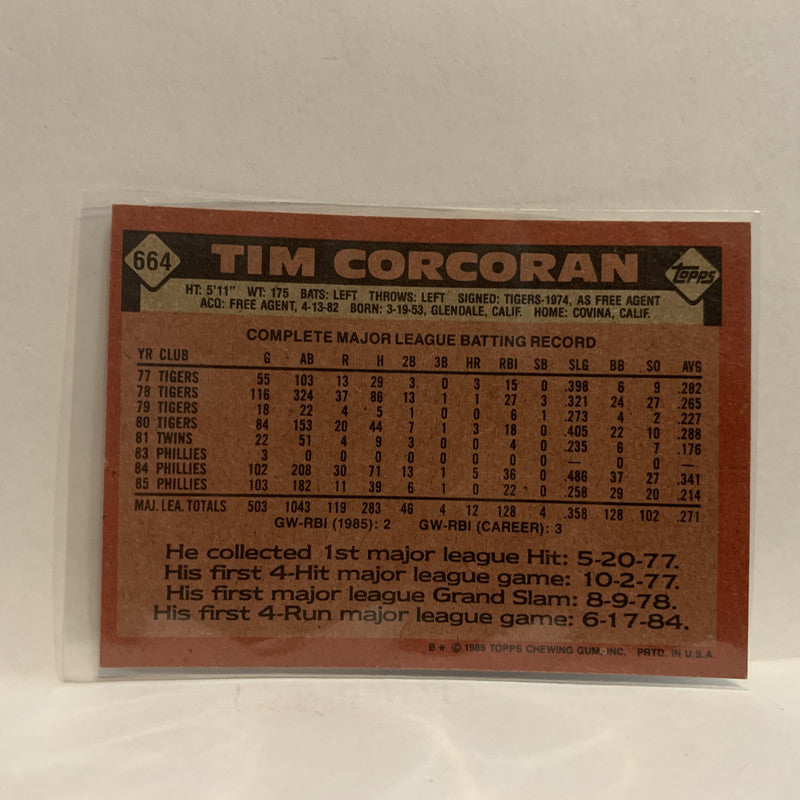 664 TIM CORCORAN Topps
HT: 5'11" WT: 175 BATS: LEFT THROWS: LEFT SIGNED: TIGERS-1974, AS FREE AGENT
ACQ: FREE AGENT, 4-13-82 BORN: 3-19-53, GLENDALE, CALIF. HOME: COVINA, CALIF.
COMPLETE MAJOR LEAGUE BATTING RECORD
YR CLUB G AB R H 2B 3B HR RBI SB SLG BB SO AVG
77 TIGERS 55 103 13 29 3 0 3 15 0 .398 6 9 .282
78 TIGERS 116 324 37 86 13 1 1 27 3 .321 24 27 .265
79 TIGERS 18 22 4 5 1 0 0 6 1 .273 4 2 .227
80 TIGERS 84 153 20 44 7 1 3 18 0 .405 22 10 .288
81 TWINS 22 51 4 9 3 0 0 4 0 .235 6 7 .176
83 PHILLIES 3 0 0 0 0 0 0 0 0 — 0 0 —
84 PHILLIES 102 208 30 71 13 1 5 36 0 .486 37 27 .341
85 PHILLIES 103 182 11 39 6 1 0 22 0 .258 29 20 .214
MAJ. LEA. TOTALS 503 1043 119 283 46 4 12 128 4 .358 128 102 .271
GW-RBI (1985): 2 GW-RBI (CAREER): 3
He collected 1st major league Hit: 5-20-77.
His first 4-Hit major league game: 10-2-77.
His first major league Grand Slam: 8-9-78.
His first 4-Run major league game: 6-17-84.
B* © 1986 TOPPS CHEWING GUM, INC. PRTD. IN U.S.A.